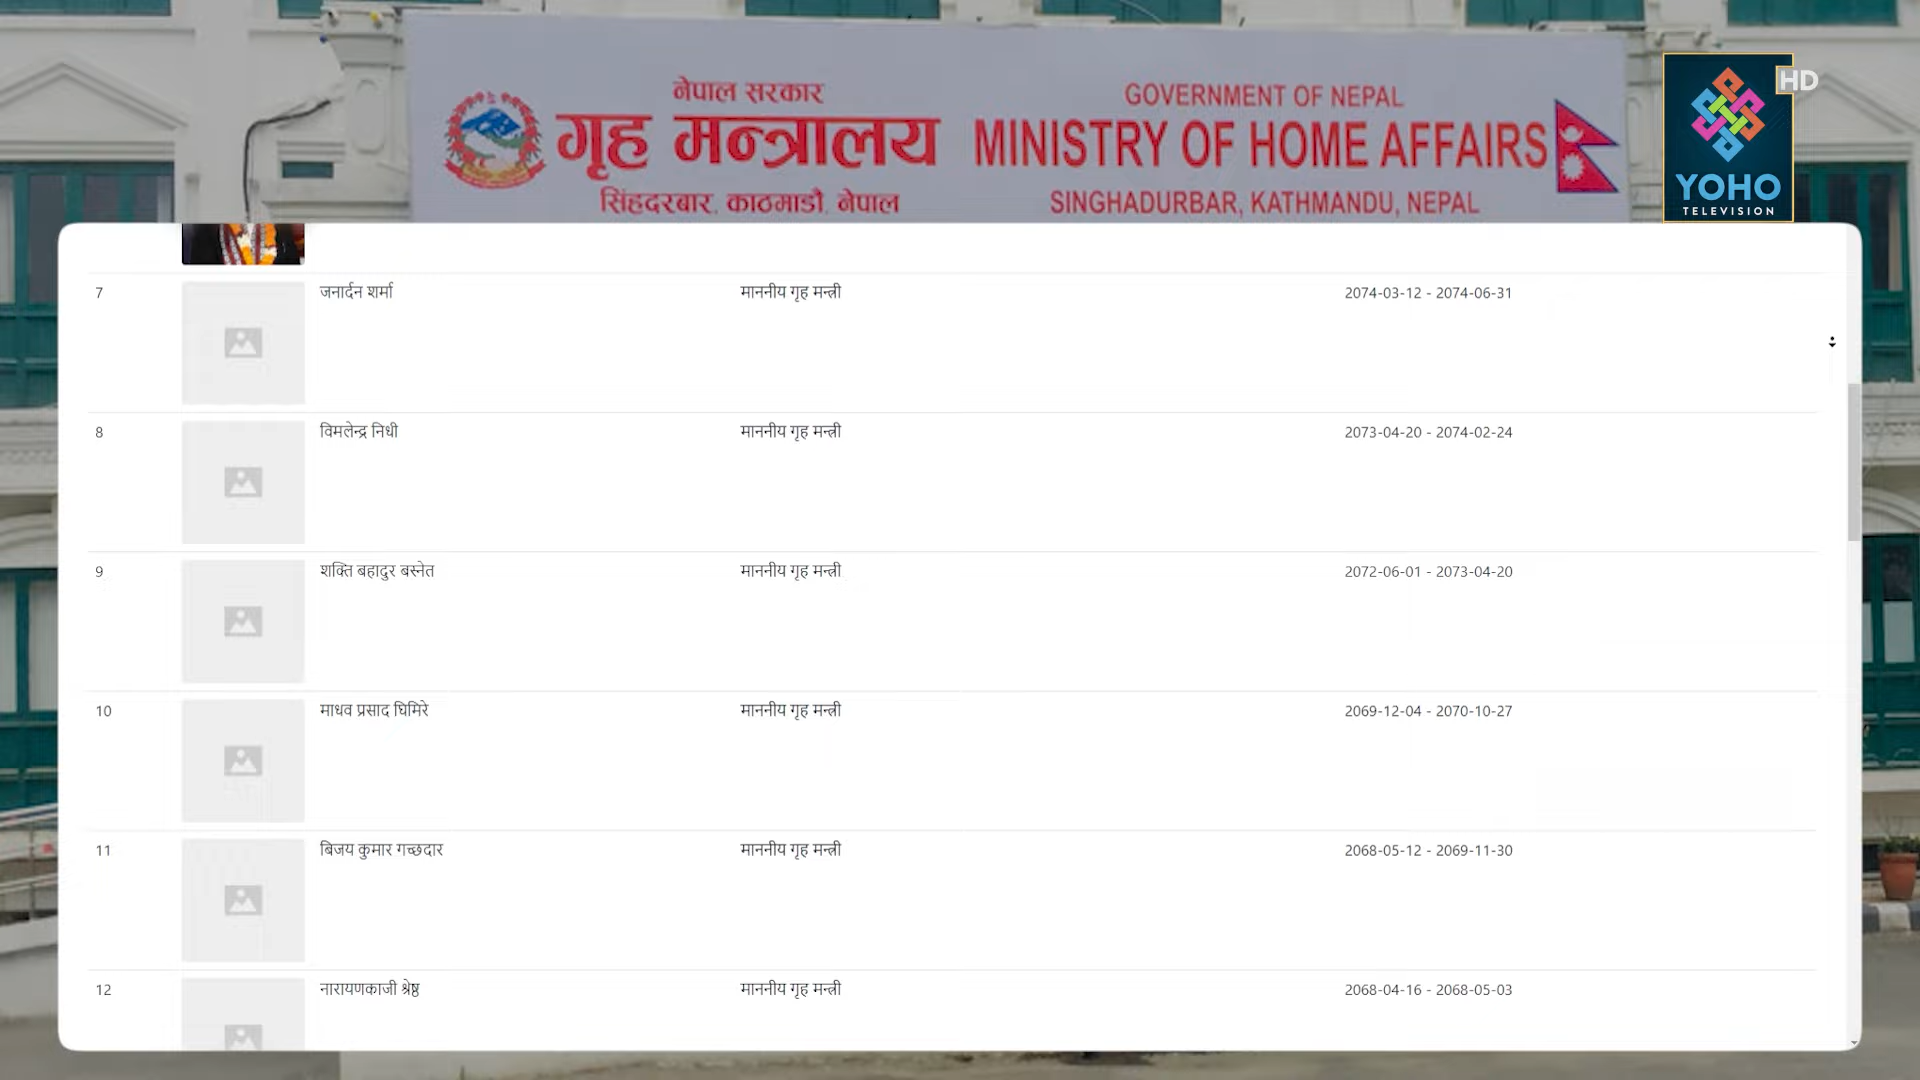 नेपाल सरकार
गृह मन्त्रालय
सिंहदरबार, काठमाडौं, नेपाल
GOVERNMENT OF NEPAL
MINISTRY OF HOME AFFAIRS
SINGHADURBAR, KATHMANDU, NEPAL
HD
YOHO
TELEVISION
7 जनार्दन शर्मा माननीय गृह मन्त्री 2074-03-12 - 2074-06-31
8 विमलेन्द्र निधी माननीय गृह मन्त्री 2073-04-20 - 2074-02-24
9 शक्ति बहादुर बस्नेत माननीय गृह मन्त्री 2072-06-01 - 2073-04-20
10 माधव प्रसाद घिमिरे माननीय गृह मन्त्री 2069-12-04 - 2070-10-27
11 बिजय कुमार गच्छदार माननीय गृह मन्त्री 2068-05-12 - 2069-11-30
12 नारायणकाजी श्रेष्ठ माननीय गृह मन्त्री 2068-04-16 - 2068-05-03